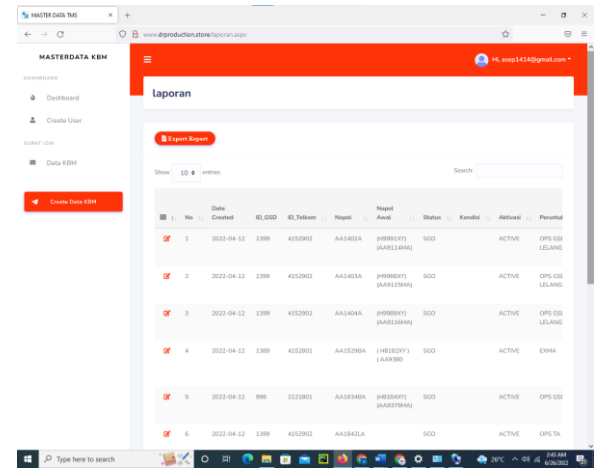 MASTER DATA TMS
www.drproduction.store/laporan.aspx
MASTERDATA KBM
Hi, asep1414@gmail.com
DASHBOARD
Dashboard
Create User
SURAT IZIN
Data KBM
Create Data KBM
laporan
Export Report
Show 10 entries
Search:
No Date Created ID_GSD ID_Telkom Nopol Nopol Awal Status Kondisi Aktivasi Peruntul
1 2022-04-12 1399 4152902 AA1402A (H9991XY) (AA9114MA) SGO ACTIVE OPS GSD LELANG
2 2022-04-12 1399 4152902 AA1403A (H9966XY) (AA9115MA) SGO ACTIVE OPS GSD LELANG
3 2022-04-12 1399 4152902 AA1404A (H9988XY) (AA9116MA) SGO ACTIVE OPS GSD LELANG
4 2022-04-12 1389 4152801 AA1529BA ( H8182XY ) ( AA9380 SGO ACTIVE EXMA
5 2022-04-12 996 2121801 AA1634BA (H8184XY) (AA9379MA) SGO ACTIVE OPS GSD
6 2022-04-12 1399 4152902 AA1842LA SGO ACTIVE OPS TA
Type here to search
26°C
2:41 AM
6/26/2022